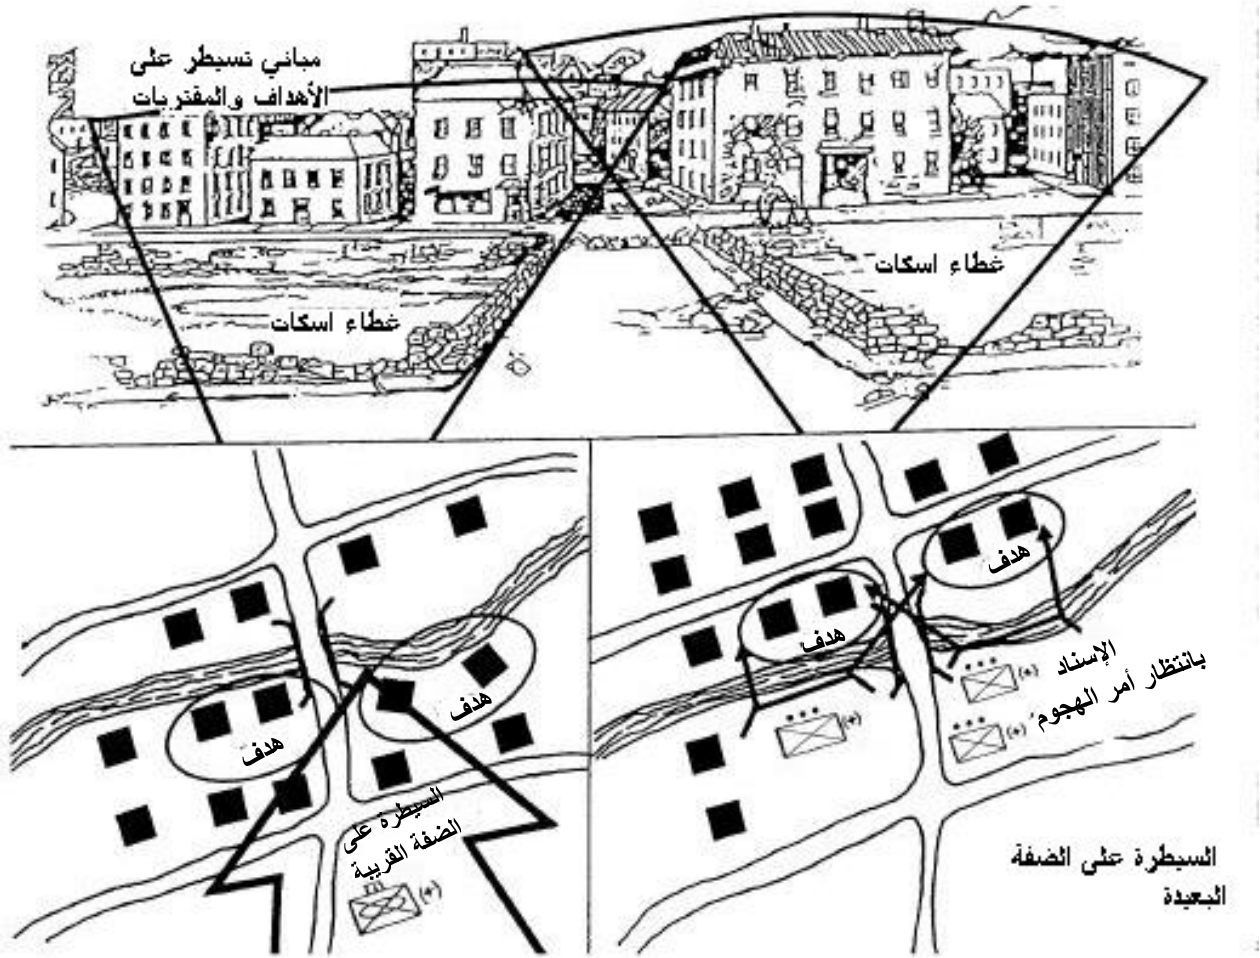 مباني تسيطر على
الأهداف والمقتربات
غطاء اسكات
غطاء اسكات
هدف
هدف
هدف
هدف
الإسناد
بانتظار أمر الهجوم
(+)
(+)
(+)
السيطرة على
الضفة القريبة
(+)
السيطرة على الضفة
البعيدة